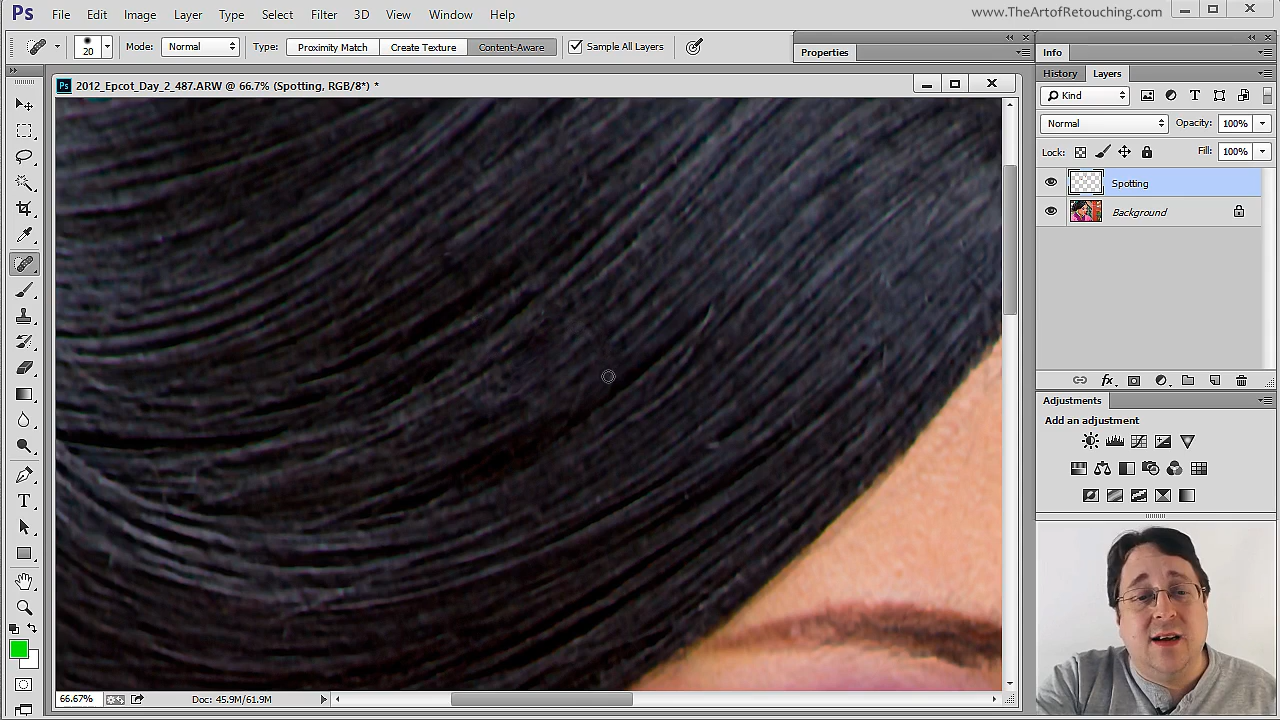 Ps File Edit Image Layer Type Select Filter 3D View Window Help
www.TheArtofRetouching.com
20 Mode: Normal Type: Proximity Match Create Texture Content-Aware Sample All Layers
Properties
Info
2012_Epcot_Day_2_487.ARW @ 66.7% (Spotting, RGB/8*) *
History Layers
Kind
Normal Opacity: 100%
Lock: Fill: 100%
Spotting
Background
fx
Adjustments
Add an adjustment
66.67% Doc: 45.9M/61.9M